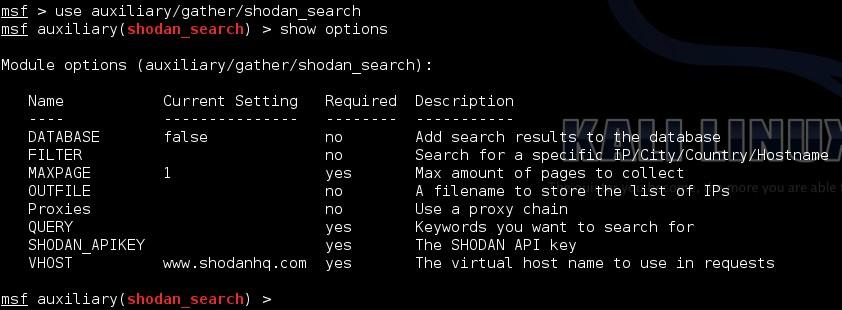 msf > use auxiliary/gather/shodan_search
msf auxiliary(shodan_search) > show options
Module options (auxiliary/gather/shodan_search):
Name Current Setting Required Description
---- --------------- -------- -----------
DATABASE false no Add search results to the database
FILTER no Search for a specific IP/City/Country/Hostname
MAXPAGE 1 yes Max amount of pages to collect
OUTFILE no A filename to store the list of IPs
Proxies no Use a proxy chain
QUERY yes Keywords you want to search for
SHODAN_APIKEY yes The SHODAN API key
VHOST www.shodanhq.com yes The virtual host name to use in requests
msf auxiliary(shodan_search) >
KALI LINUX
more you are able